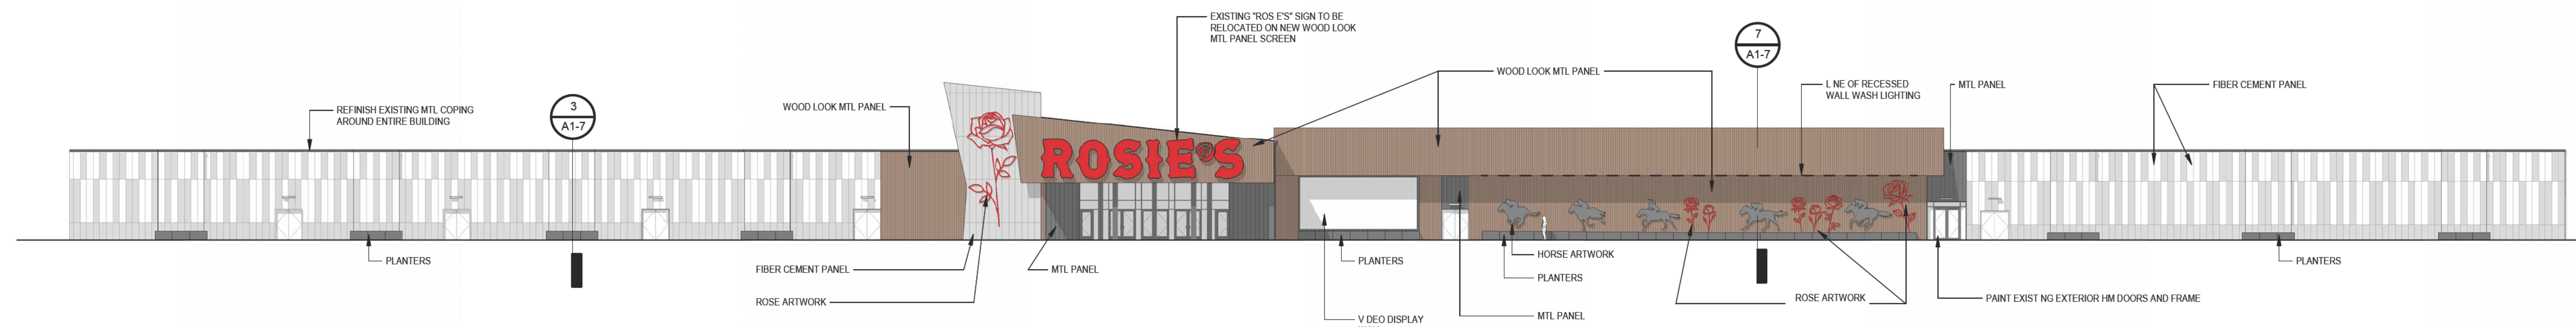 EXISTING "ROS E'S" SIGN TO BE
RELOCATED ON NEW WOOD LOOK
MTL PANEL SCREEN
7
A1-7
WOOD LOOK MTL PANEL
L NE OF RECESSED
WALL WASH LIGHTING
MTL PANEL
FIBER CEMENT PANEL
REFINISH EXISTING MTL COPING
AROUND ENTIRE BUILDING
3
A1-7
WOOD LOOK MTL PANEL
ROSIE'S
PLANTERS
FIBER CEMENT PANEL
MTL PANEL
PLANTERS
HORSE ARTWORK
PLANTERS
PLANTERS
ROSE ARTWORK
ROSE ARTWORK
PAINT EXIST NG EXTERIOR HM DOORS AND FRAME
V DEO DISPLAY
MTL PANEL